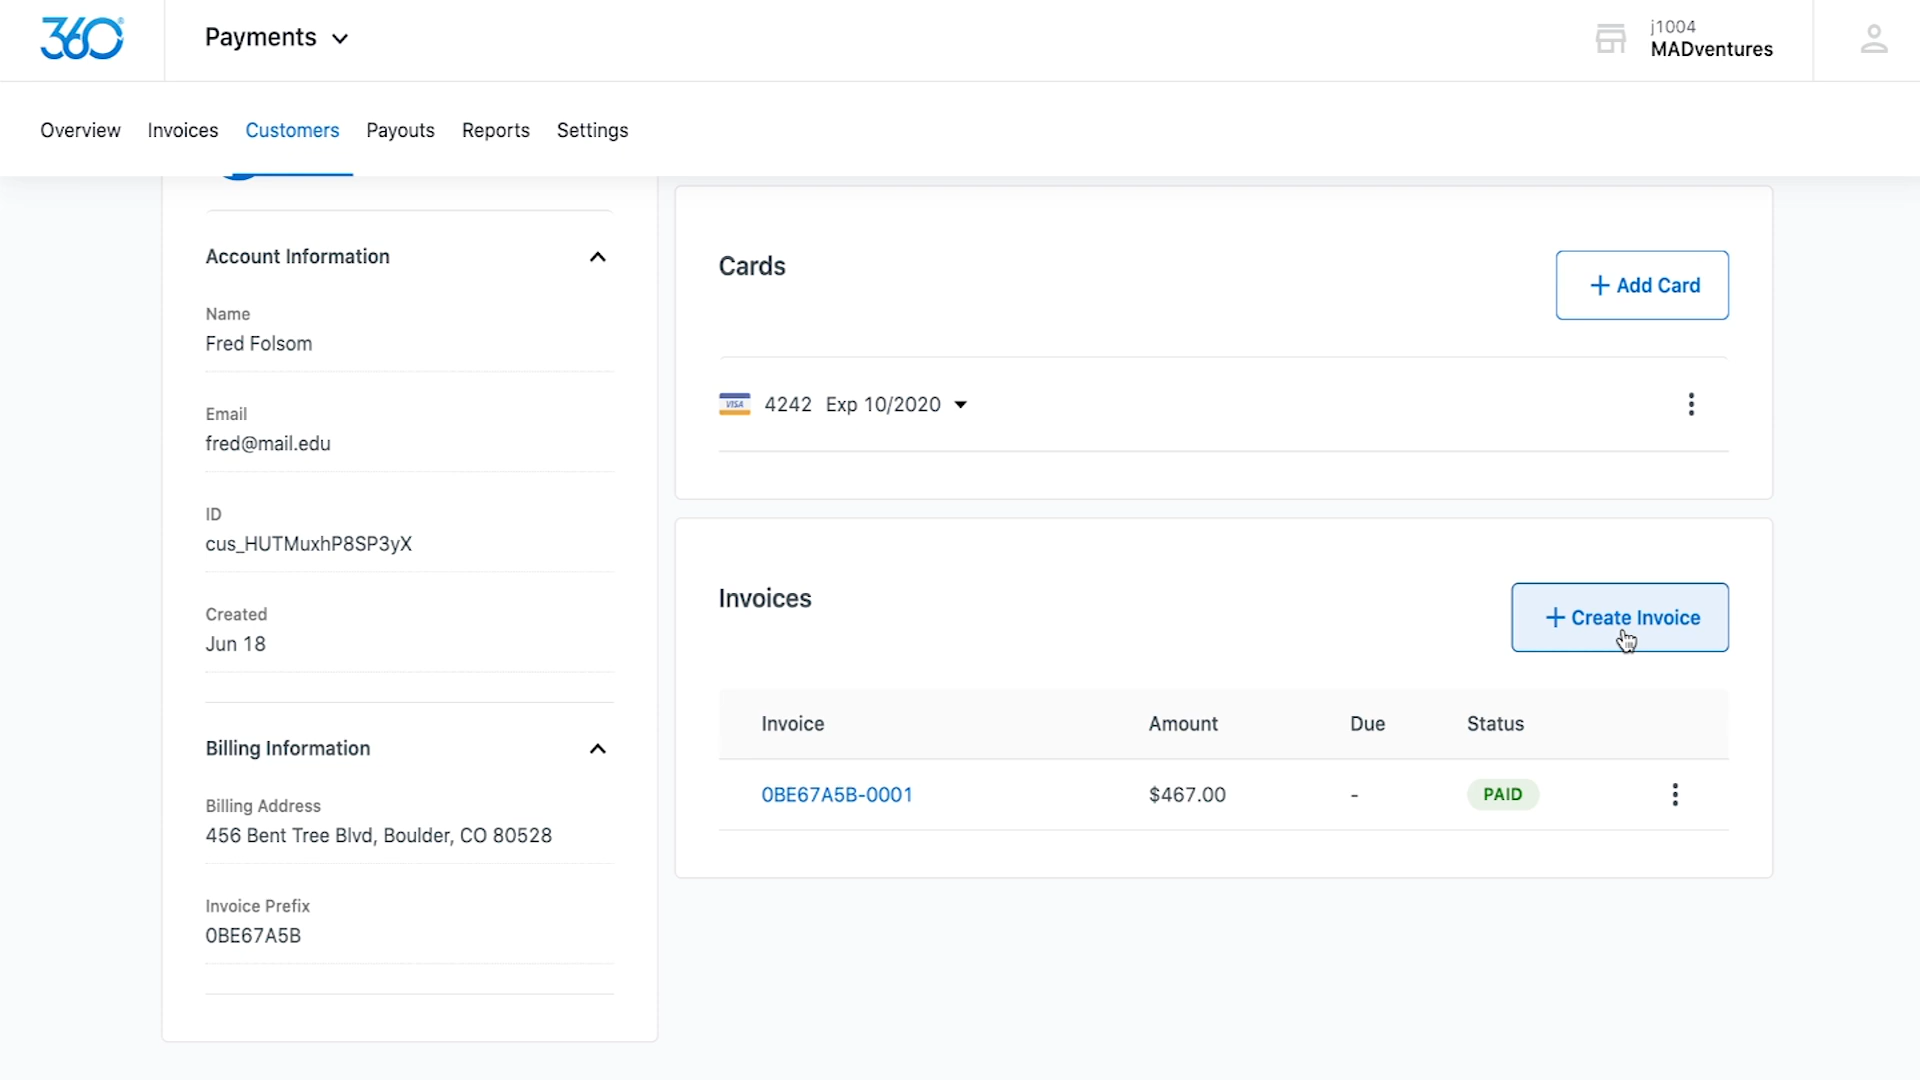 360®
Payments
j1004
MADventures
Overview Invoices Customers Payouts Reports Settings
Account Information
Name
Fred Folsom
Email
fred@mail.edu
ID
cus_HUTMuxhP8SP3yX
Created
Jun 18
Billing Information
Billing Address
456 Bent Tree Blvd, Boulder, CO 80528
Invoice Prefix
0BE67A5B
Cards
+ Add Card
VISA 4242 Exp 10/2020
Invoices
+ Create Invoice
Invoice Amount Due Status
0BE67A5B-0001 $467.00 - PAID